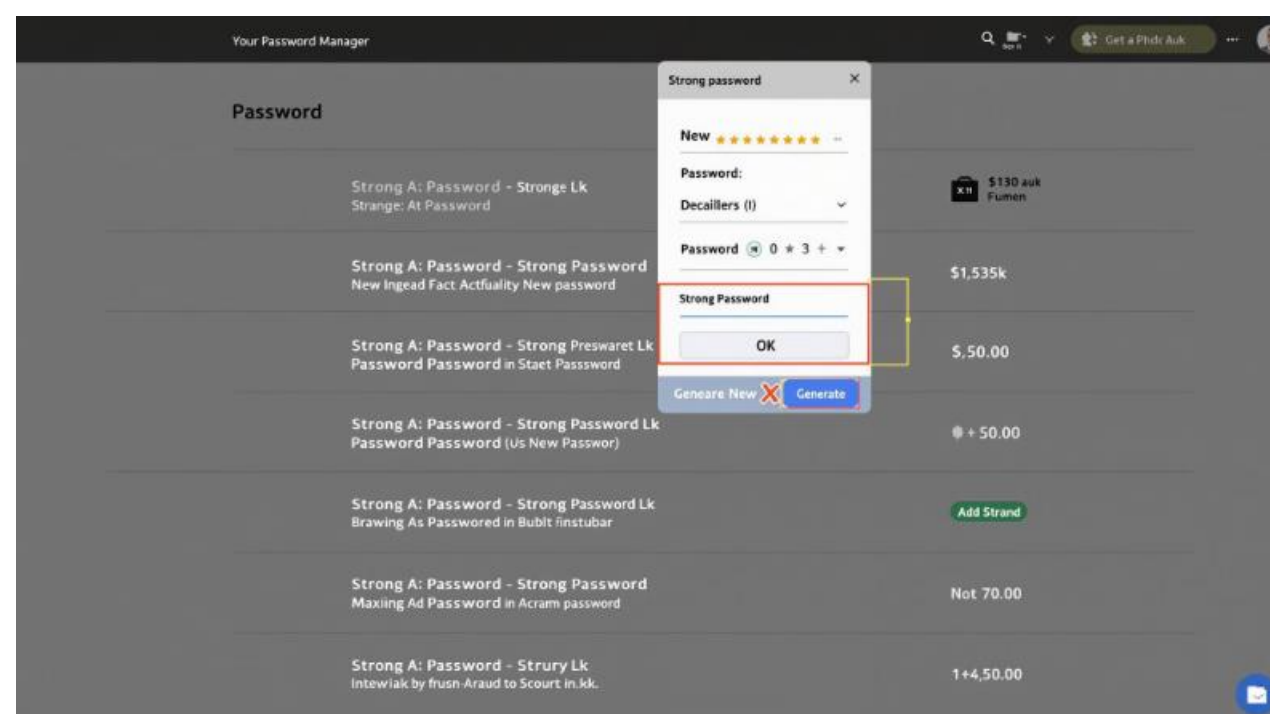 Your Password Manager
Get a Phdc Auk
Strong password
Password
New
Password:
Decaillers (I)
Password 0 * 3 +
Strong Password
OK
Geneare New Generate
Strong A: Password - Stronge Lk
Strange: At Password
$130 auk
Fumen
Strong A: Password - Strong Password
New Ingead Fact Actfuality New password
$1,535k
Strong A: Password - Strong Preswaret Lk
Password Password in Staet Passsword
$,50.00
Strong A: Password - Strong Password Lk
Password Password (Us New Passwor)
+ 50.00
Strong A: Password - Strong Password Lk
Brawing As Passwored in Bublt finstubar
Add Strand
Strong A: Password - Strong Password
Maxiing Ad Password in Acram password
Not 70.00
Strong A: Password - Strury Lk
Intewiak by frusn-Araud to Scourt in.kk.
1+4,50.00